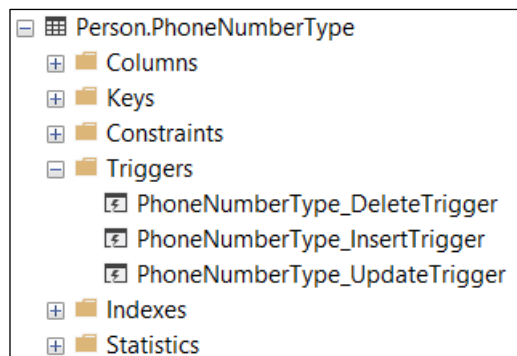 Person.PhoneNumberType
Columns
Keys
Constraints
Triggers
PhoneNumberType_DeleteTrigger
PhoneNumberType_InsertTrigger
PhoneNumberType_UpdateTrigger
Indexes
Statistics